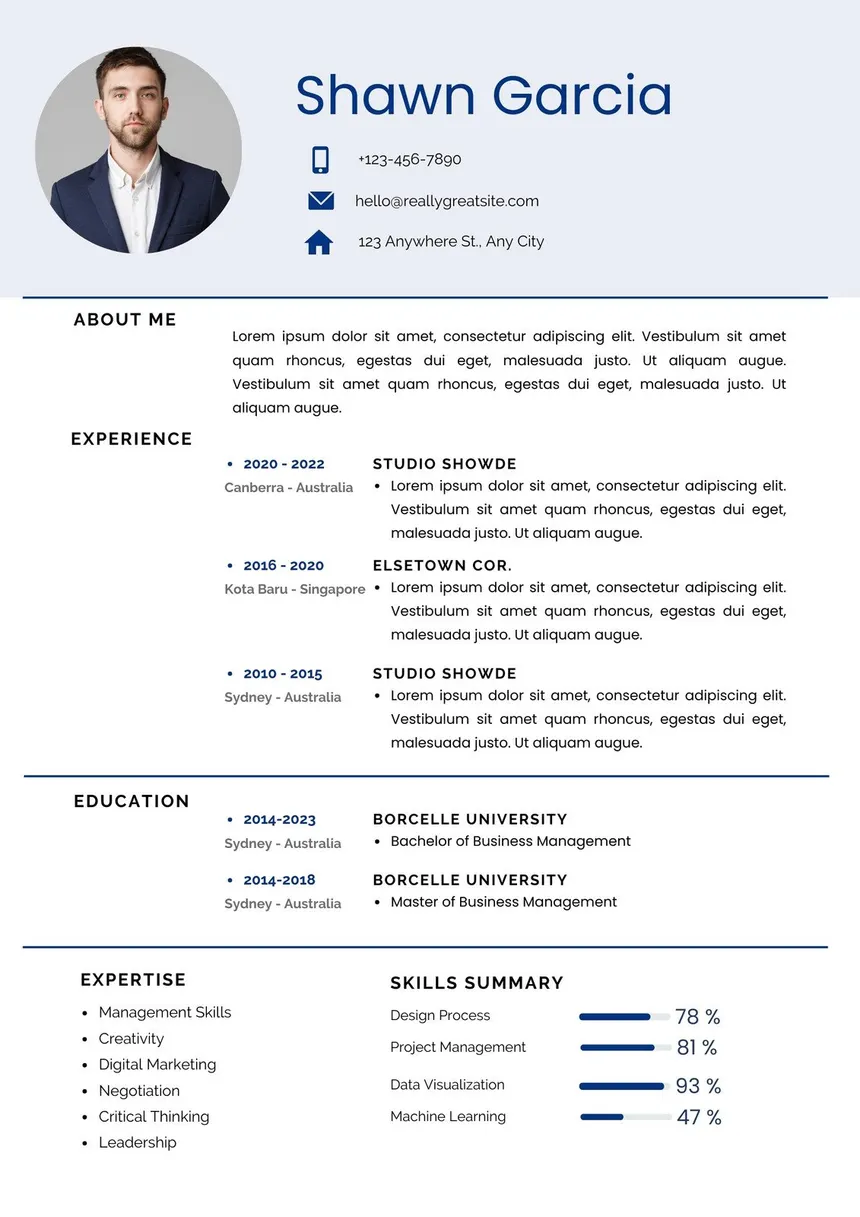 Shawn Garcia
+123-456-7890
hello@reallygreatsite.com
123 Anywhere St., Any City
ABOUT ME
Lorem ipsum dolor sit amet, consectetur adipiscing elit. Vestibulum sit amet
quam rhoncus, egestas dui eget, malesuada justo. Ut aliquam augue.
Vestibulum sit amet quam rhoncus, egestas dui eget, malesuada justo. Ut
aliquam augue.
EXPERIENCE
• 2020 - 2022
Canberra - Australia
STUDIO SHOWDE
• Lorem ipsum dolor sit amet, consectetur adipiscing elit.
Vestibulum sit amet quam rhoncus, egestas dui eget,
malesuada justo. Ut aliquam augue.
• 2016 - 2020
Kota Baru - Singapore
ELSETOWN COR.
• Lorem ipsum dolor sit amet, consectetur adipiscing elit.
Vestibulum sit amet quam rhoncus, egestas dui eget,
malesuada justo. Ut aliquam augue.
• 2010 - 2015
Sydney - Australia
STUDIO SHOWDE
• Lorem ipsum dolor sit amet, consectetur adipiscing elit.
Vestibulum sit amet quam rhoncus, egestas dui eget,
malesuada justo. Ut aliquam augue.
EDUCATION
• 2014-2023
Sydney - Australia
BORCELLE UNIVERSITY
• Bachelor of Business Management
• 2014-2018
Sydney - Australia
BORCELLE UNIVERSITY
• Master of Business Management
EXPERTISE
• Management Skills
• Creativity
• Digital Marketing
• Negotiation
• Critical Thinking
• Leadership
SKILLS SUMMARY
Design Process 78 %
Project Management 81 %
Data Visualization 93 %
Machine Learning 47 %